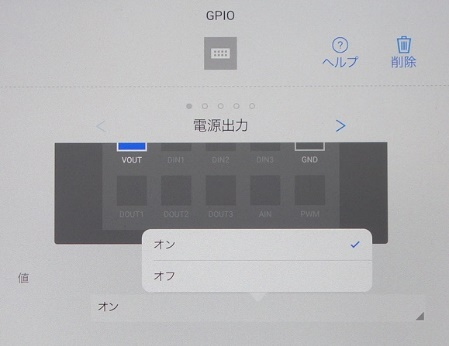 GPIO
ヘルプ 削除
電源出力
VOUT DIN1 DIN2 DIN3 GND
DOUT1 DOUT2 DOUT3 AIN PWM
オン
オフ
値
オン